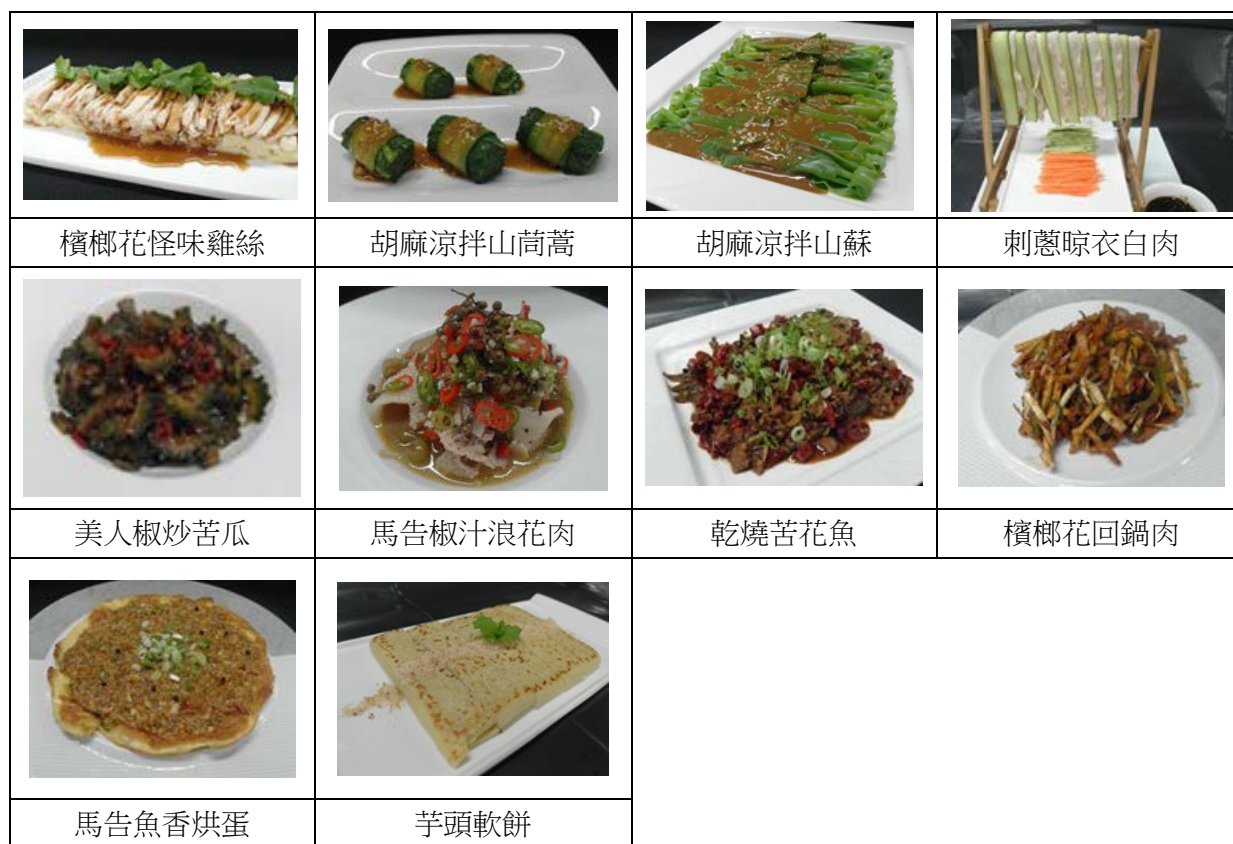 檳榔花怪味雞絲
胡麻涼拌山茼蒿
胡麻涼拌山蘇
刺蔥晾衣白肉
美人椒炒苦瓜
馬告椒汁浪花肉
乾燒苦花魚
檳榔花回鍋肉
馬告魚香烘蛋
芋頭軟餅